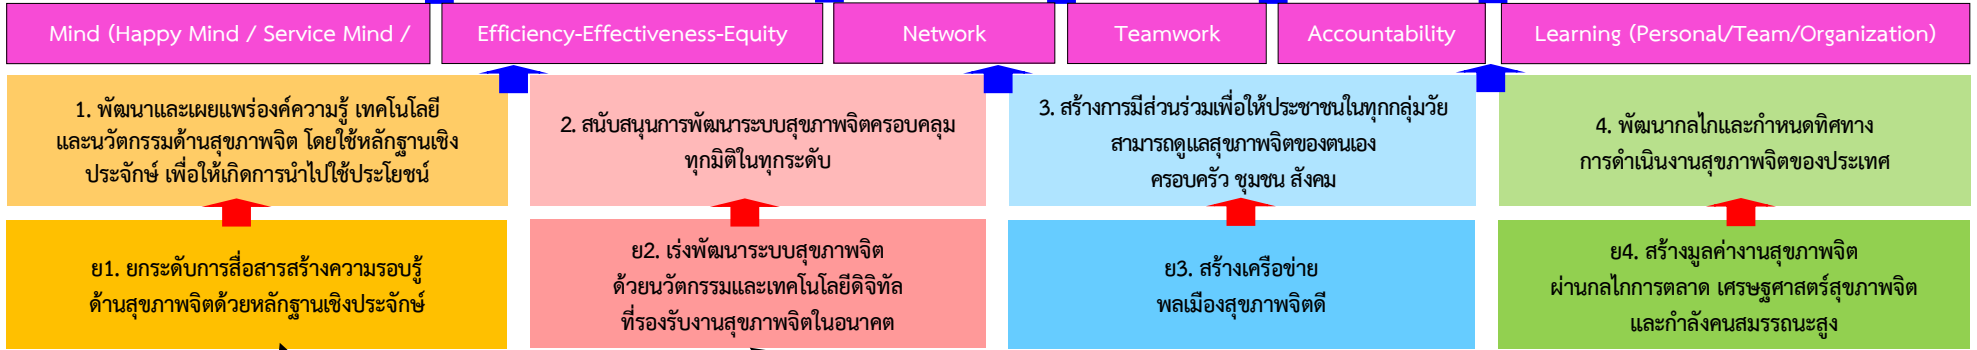 Mind (Happy Mind / Service Mind /
Efficiency-Effectiveness-Equity
Network
Teamwork
Accountability
Learning (Personal/Team/Organization)
1. พัฒนาและเผยแพร่องค์ความรู้ เทคโนโลยี
และนวัตกรรมด้านสุขภาพจิต โดยใช้หลักฐานเชิง
ประจักษ์ เพื่อให้เกิดการนำไปใช้ประโยชน์
2. สนับสนุนการพัฒนาระบบสุขภาพจิตครอบคลุม
ทุกมิติในทุกระดับ
3. สร้างการมีส่วนร่วมเพื่อให้ประชาชนในทุกกลุ่มวัย
สามารถดูแลสุขภาพจิตของตนเอง
ครอบครัว ชุมชน สังคม
4. พัฒนากลไกและกำหนดทิศทาง
การดำเนินงานสุขภาพจิตของประเทศ
ย1. ยกระดับการสื่อสารสร้างความรอบรู้
ด้านสุขภาพจิตด้วยหลักฐานเชิงประจักษ์
ย2. เร่งพัฒนาระบบสุขภาพจิต
ด้วยนวัตกรรมและเทคโนโลยีดิจิทัล
ที่รองรับงานสุขภาพจิตในอนาคต
ย3. สร้างเครือข่าย
พลเมืองสุขภาพจิตดี
ย4. สร้างมูลค่างานสุขภาพจิต
ผ่านกลไกการตลาด เศรษฐศาสตร์สุขภาพจิต
และกำลังคนสมรรถนะสูง